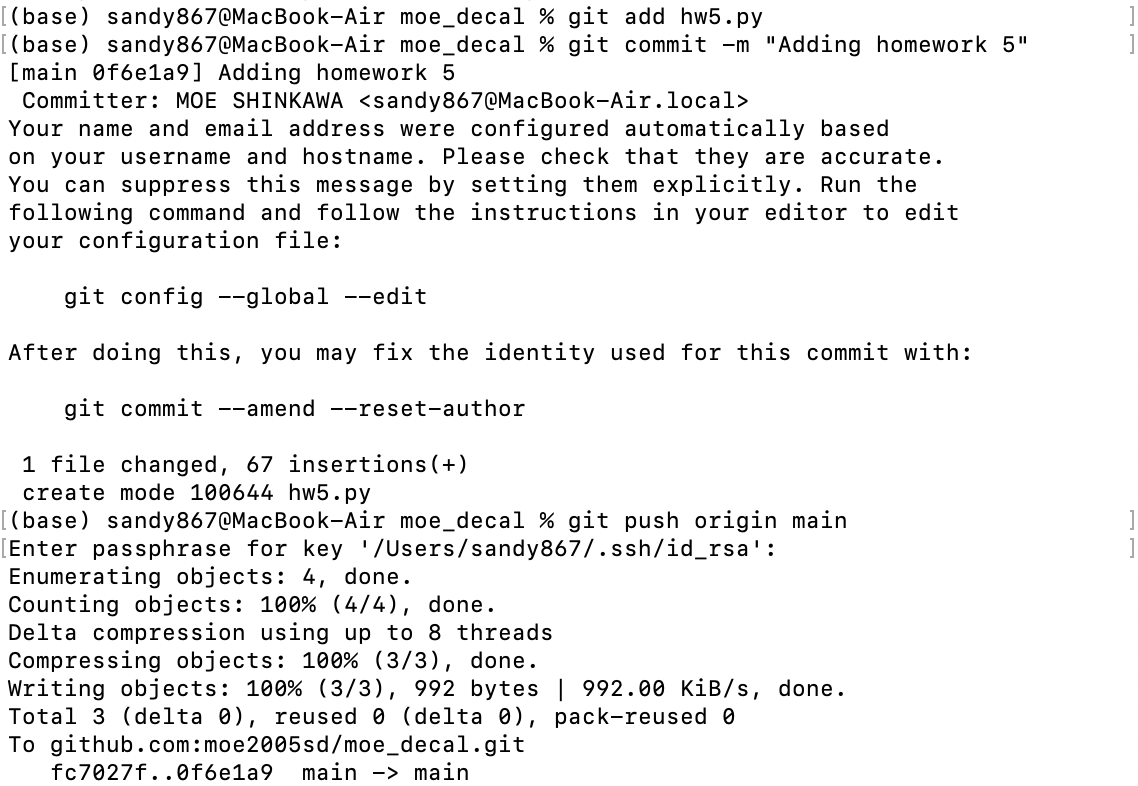 [(base) sandy867@MacBook-Air moe_decal % git add hw5.py ]
[(base) sandy867@MacBook-Air moe_decal % git commit -m "Adding homework 5" ]
[main 0f6e1a9] Adding homework 5
 Committer: MOE SHINKAWA <sandy867@MacBook-Air.local>
Your name and email address were configured automatically based
on your username and hostname. Please check that they are accurate.
You can suppress this message by setting them explicitly. Run the
following command and follow the instructions in your editor to edit
your configuration file:

    git config --global --edit

After doing this, you may fix the identity used for this commit with:

    git commit --amend --reset-author

 1 file changed, 67 insertions(+)
 create mode 100644 hw5.py
[(base) sandy867@MacBook-Air moe_decal % git push origin main ]
[Enter passphrase for key '/Users/sandy867/.ssh/id_rsa': ]
Enumerating objects: 4, done.
Counting objects: 100% (4/4), done.
Delta compression using up to 8 threads
Compressing objects: 100% (3/3), done.
Writing objects: 100% (3/3), 992 bytes | 992.00 KiB/s, done.
Total 3 (delta 0), reused 0 (delta 0), pack-reused 0
To github.com:moe2005sd/moe_decal.git
   fc7027f..0f6e1a9  main -> main